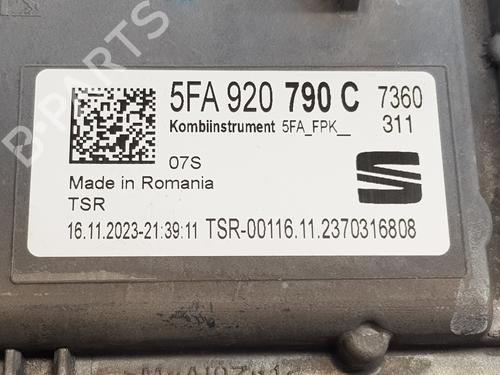 B-PARTS
5FA 920 790 C 7360
Kombiinstrument 5FA_FPK__ 311
07S
Made in Romania
TSR
16.11.2023-21:39:11 TSR-00116.11.2370316808